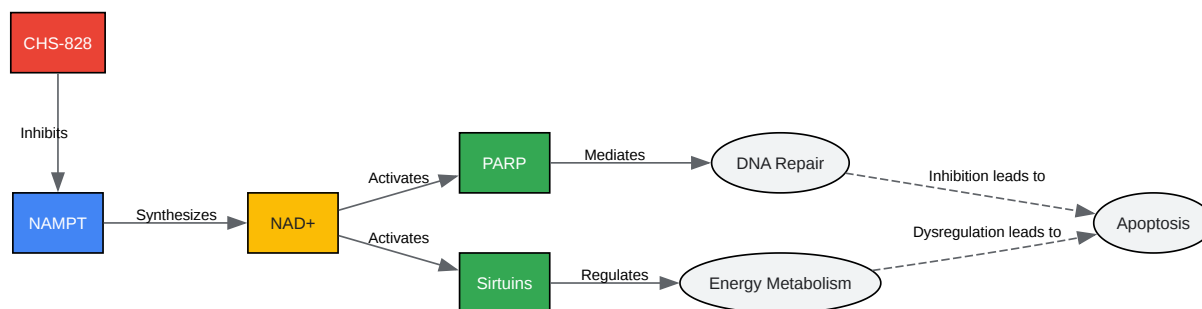 CHS-828
Inhibits
NAMPT
Synthesizes
NAD+
Activates
PARP
Mediates
DNA Repair
Inhibition leads to
Activates
Sirtuins
Regulates
Energy Metabolism
Dysregulation leads to
Apoptosis